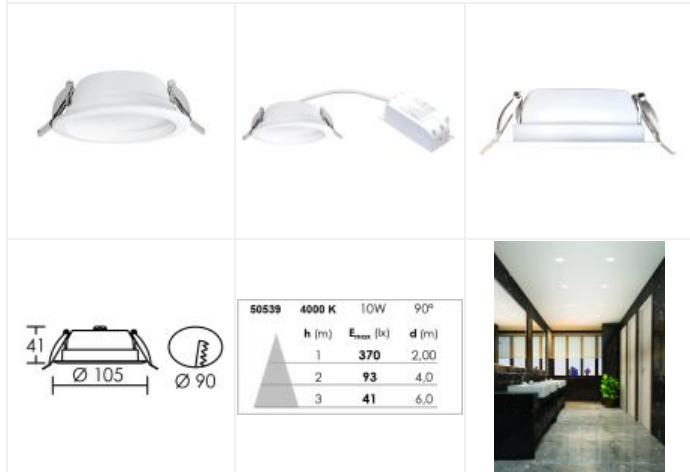 41
Ø 105
Ø 90
50539 4000 K 10W 90°
h (m) Emax (lx) d (m)
1 370 2,00
2 93 4,0
3 41 6,0